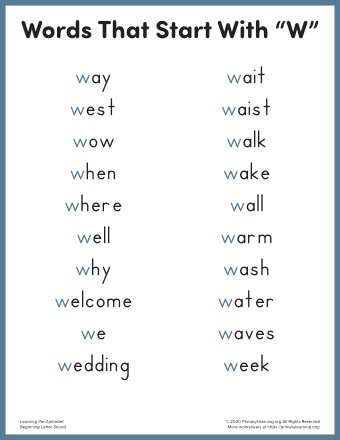 Words That Start With “W”
way
west
wow
when
where
well
why
welcome
we
wedding
wait
waist
walk
wake
wall
warm
wash
water
waves
week
Learning the Alphabet
Beginning Letter Sound
© 2020 PrimaryLearning.org All Rights Reserved
More worksheets at https://primarylearning.org/